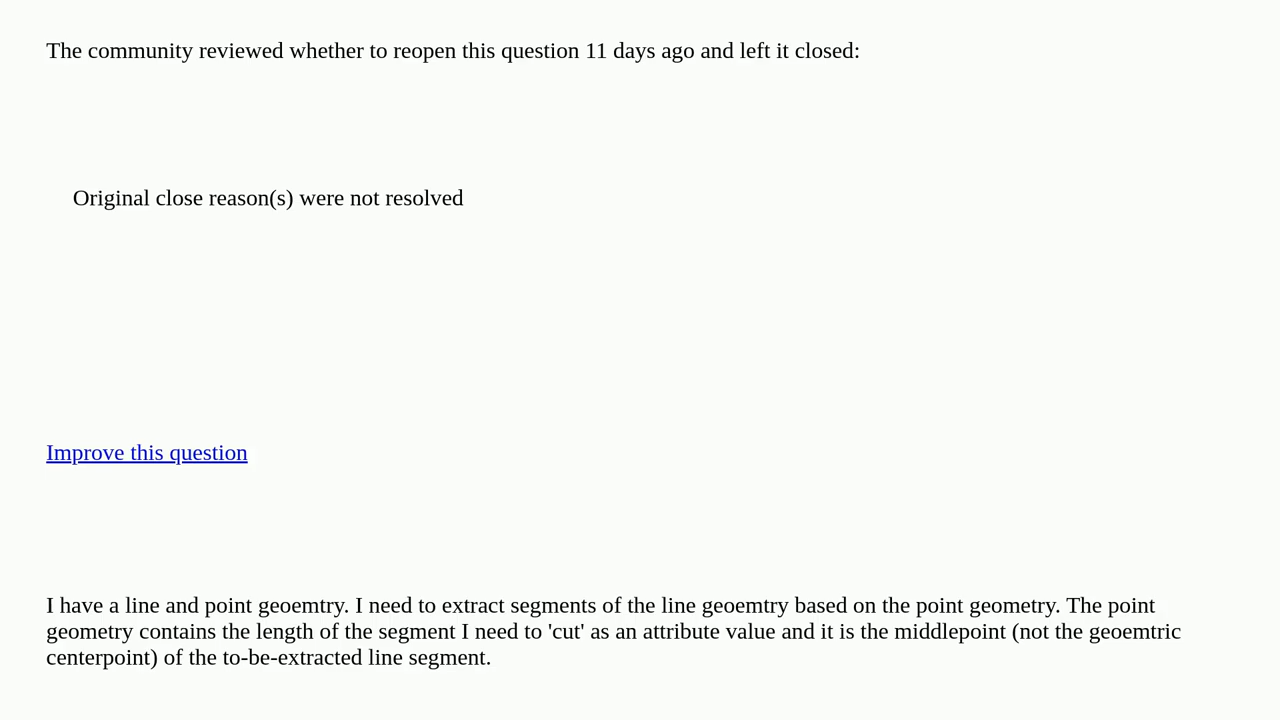 The community reviewed whether to reopen this question 11 days ago and left it closed:
Original close reason(s) were not resolved
Improve this question
I have a line and point geoemtry. I need to extract segments of the line geoemtry based on the point geometry. The point
geometry contains the length of the segment I need to 'cut' as an attribute value and it is the middlepoint (not the geoemtric
centerpoint) of the to-be-extracted line segment.